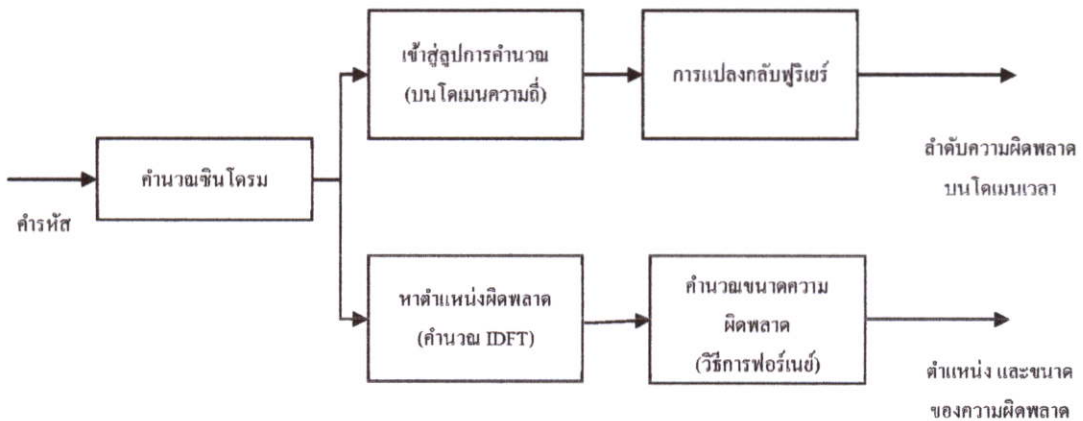 เข้าสู่ลูปการคำนวณ
(บนโดเมนความถี่)
การแปลงกลับฟูริเยร์
ลำดับความผิดพลาด
บนโดเมนเวลา
คำนวณซินโดรม
คำรหัส
หาตำแหน่งผิดพลาด
(คำนวณ IDFT)
คำนวณขนาดความ
ผิดพลาด
(วิธีการฟอร์เนย์)
ตำแหน่ง และขนาด
ของความผิดพลาด